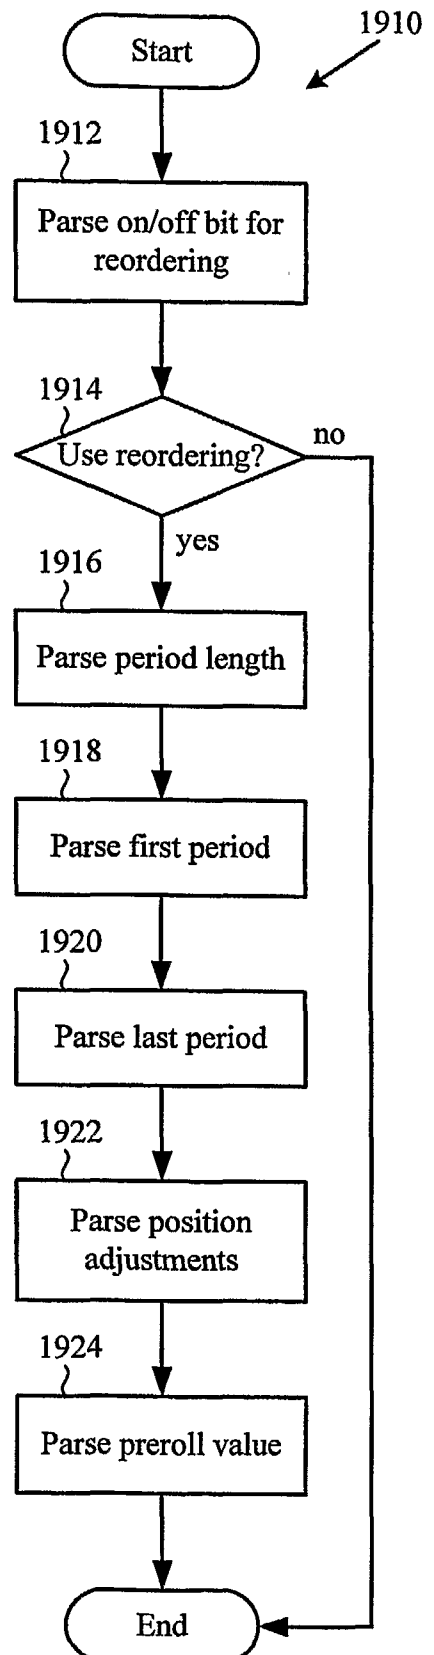 1910
Start
1912
Parse on/off bit for
reordering
1914
Use reordering?
no
yes
1916
Parse period length
1918
Parse first period
1920
Parse last period
1922
Parse position
adjustments
1924
Parse preroll value
End